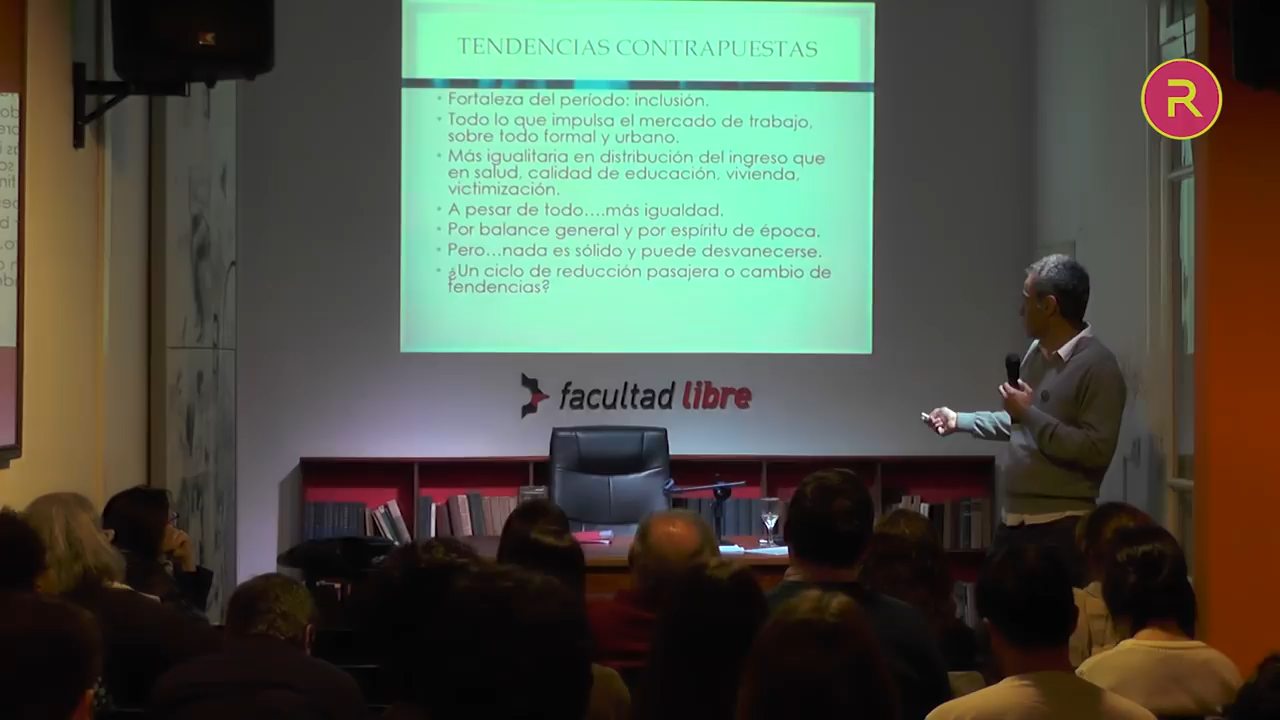 TENDENCIAS CONTRAPUESTAS
• Fortaleza del período: inclusión.
• Todo lo que impulsa el mercado de trabajo,
sobre todo formal y urbano.
• Más igualitaria en distribución del ingreso que
en salud, calidad de educación, vivienda,
victimización.
• A pesar de todo....más igualdad.
• Por balance general y por espíritu de época.
• Pero...nada es sólido y puede desvanecerse.
• ¿Un ciclo de reducción pasajera o cambio de
tendencias?
facultad libre
R